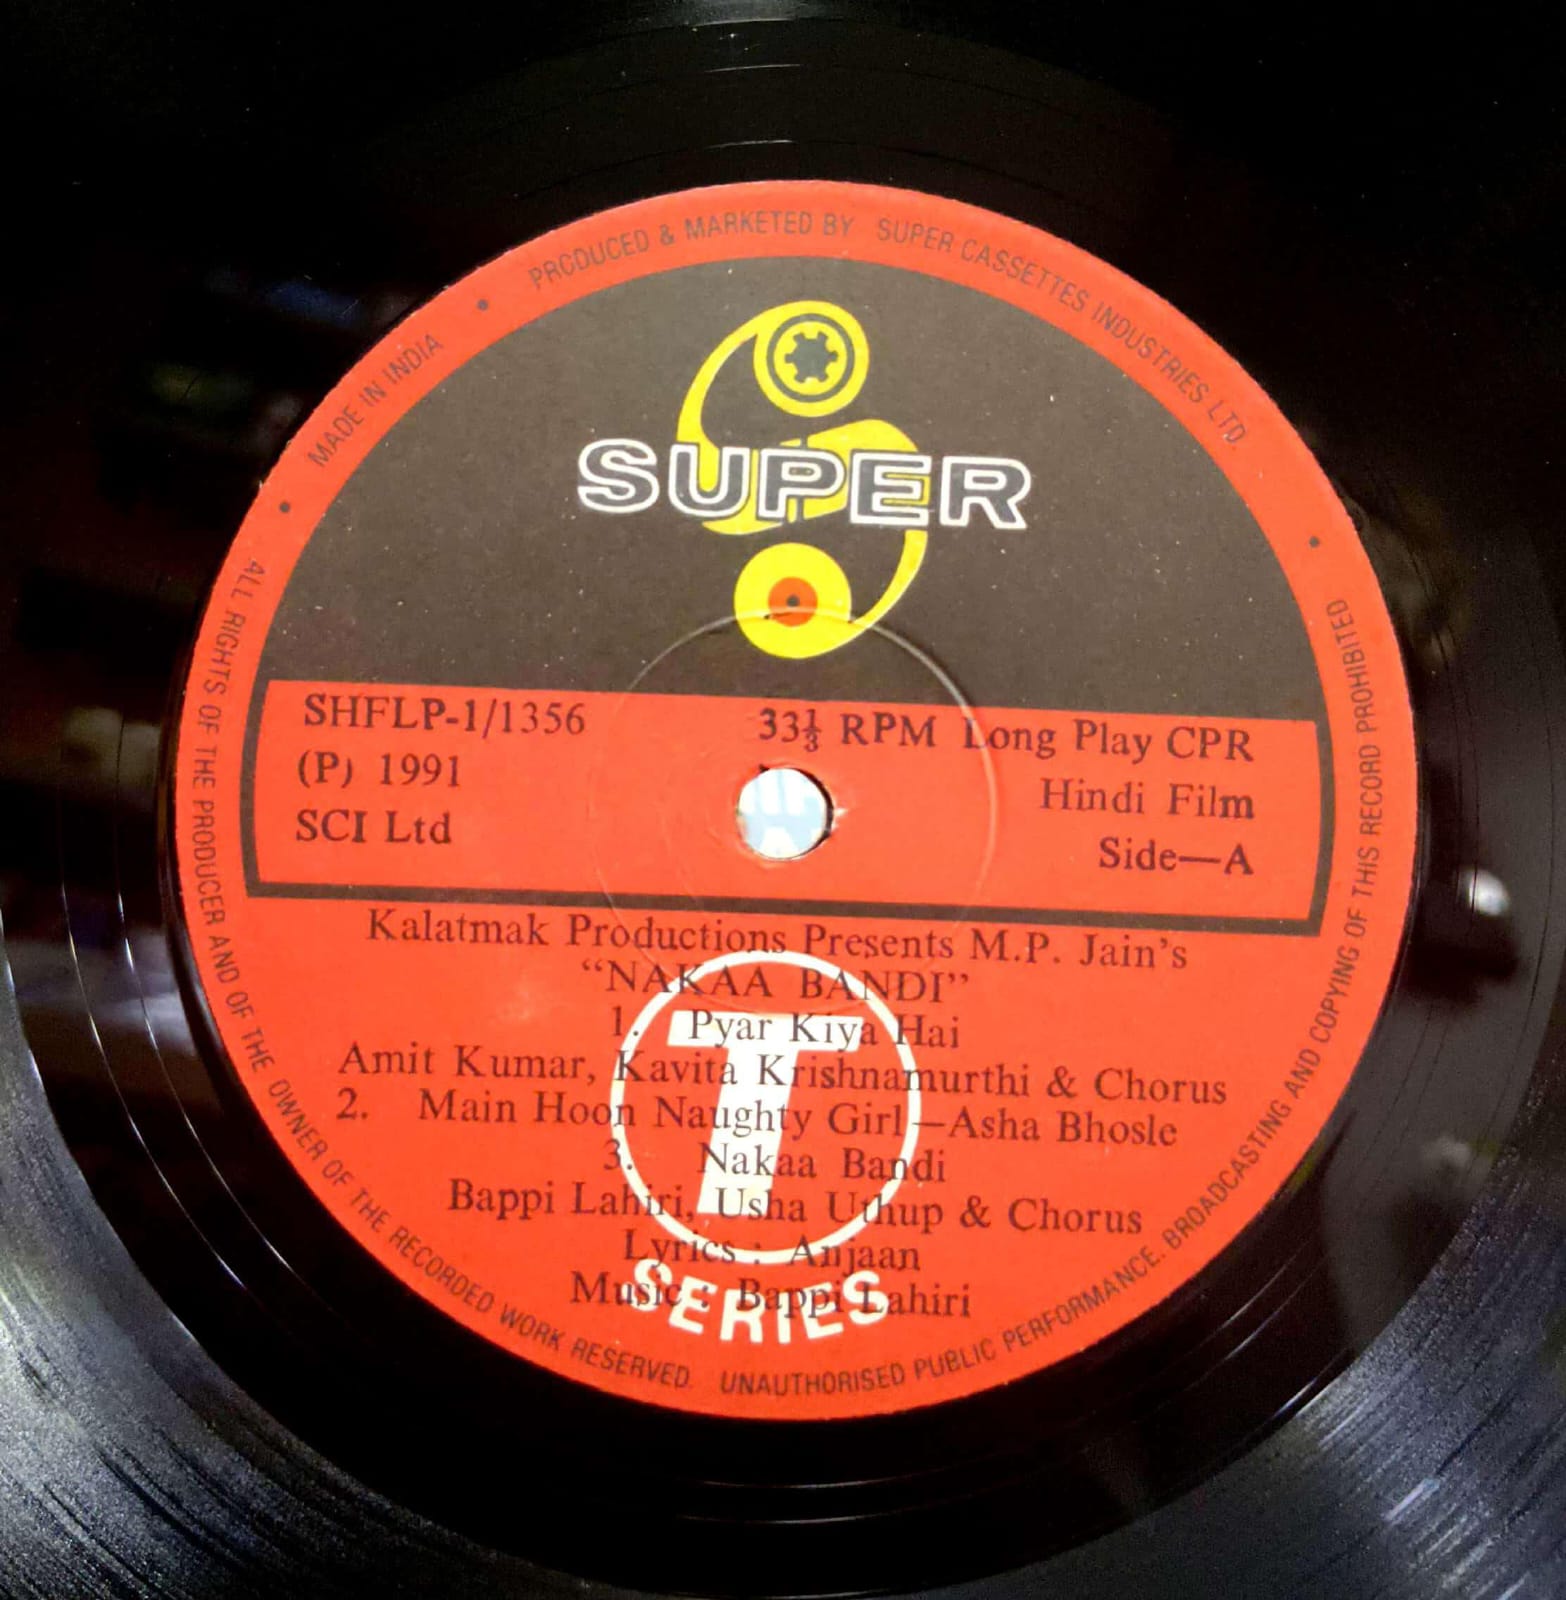 MADE IN INDIA • PRODUCED & MARKETED BY SUPER CASSETTES INDUSTRIES LTD. •
SUPER
SHFLP-1/1356 33⅓ RPM Long Play CPR
(P) 1991 Hindi Film
SCI Ltd Side—A
Kalatmak Productions Presents M.P. Jain's
"NAKAA BANDI"
1. Pyar Kiya Hai
Amit Kumar, Kavita Krishnamurthi & Chorus
2. Main Hoon Naughty Girl—Asha Bhosle
3. Nakaa Bandi
Bappi Lahiri, Usha Uthup & Chorus
Lyrics : Anjaan
Music : Bappi Lahiri
T
SERIES
• ALL RIGHTS OF THE PRODUCER AND OF THE OWNER OF THE RECORDED WORK RESERVED. UNAUTHORISED PUBLIC PERFORMANCE. BROADCASTING AND COPYING OF THIS RECORD PROHIBITED